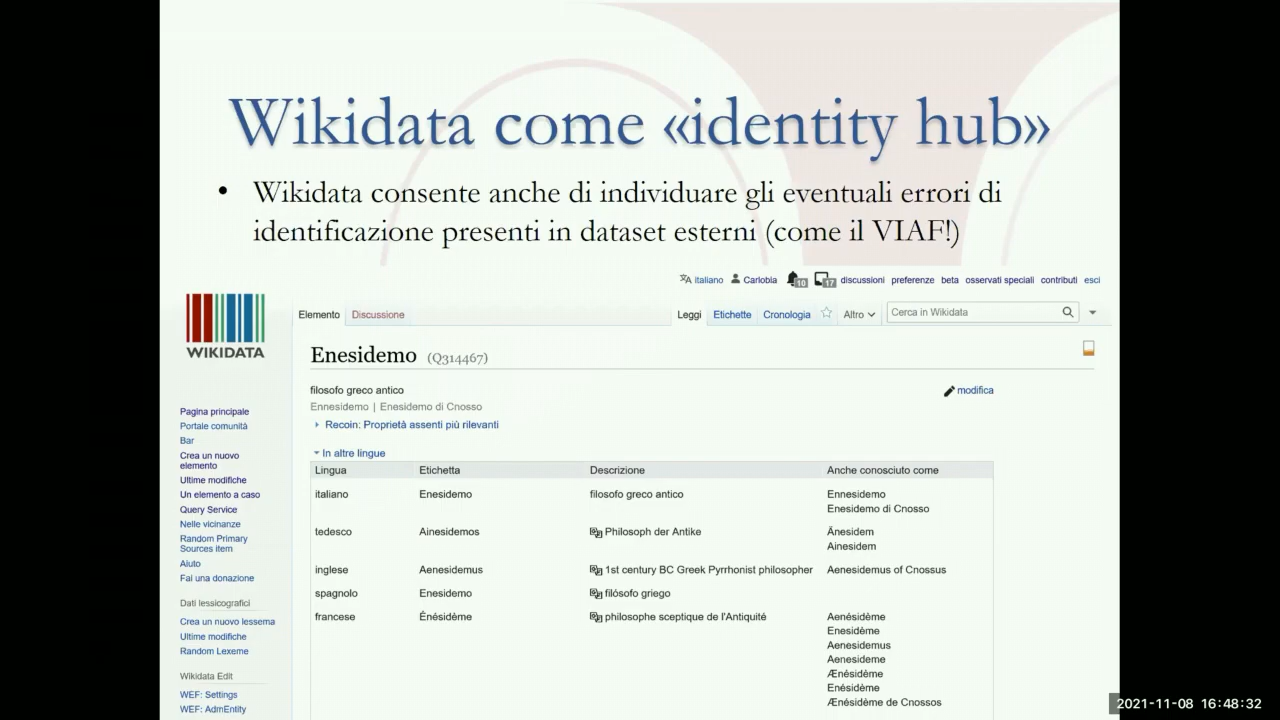 Wikidata come «identity hub»
• Wikidata consente anche di individuare gli eventuali errori di
identificazione presenti in dataset esterni (come il VIAF!)
italiano Carlobia 10 17 discussioni preferenze beta osservati speciali contributi esci
WIKIDATA
Elemento Discussione Leggi Etichette Cronologia Altro Cerca in Wikidata
Enesidemo (Q314467)
filosofo greco antico modifica
Ennesidemo | Enesidemo di Cnosso
Recoin: Proprietà assenti più rilevanti
In altre lingue
Lingua Etichetta Descrizione Anche conosciuto come
italiano Enesidemo filosofo greco antico Ennesidemo
Enesidemo di Cnosso
tedesco Ainesidemos Philosoph der Antike Änesidem
Ainesidem
inglese Aenesidemus 1st century BC Greek Pyrrhonist philosopher Aenesidemus of Cnossus
spagnolo Enesidemo filósofo griego
francese Énésidème philosophe sceptique de l'Antiquité Aenésidème
Enesidème
Aenesidemus
Aenesideme
Ænésidème
Enèsidème
Ænésidème de Cnossos
Pagina principale
Portale comunità
Bar
Crea un nuovo
elemento
Ultime modifiche
Un elemento a caso
Query Service
Nelle vicinanze
Random Primary
Sources item
Aiuto
Fai una donazione
Dati lessicografici
Crea un nuovo lessema
Ultime modifiche
Random Lexeme
Wikidata Edit
WEF: Settings
WEF: AdmEntity
2021-11-08 16:48:32